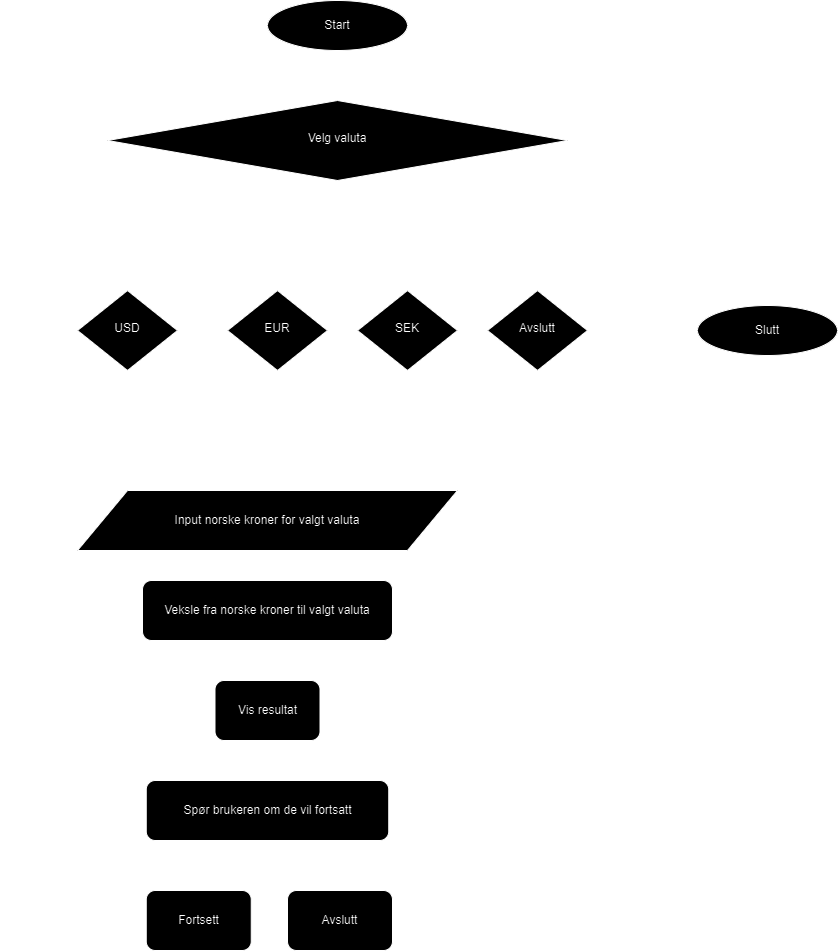 Start
Velg valuta
USD
EUR
SEK
Avslutt
Slutt
Input norske kroner for valgt valuta
Veksle fra norske kroner til valgt valuta
Vis resultat
Spør brukeren om de vil fortsatt
Fortsett
Avslutt